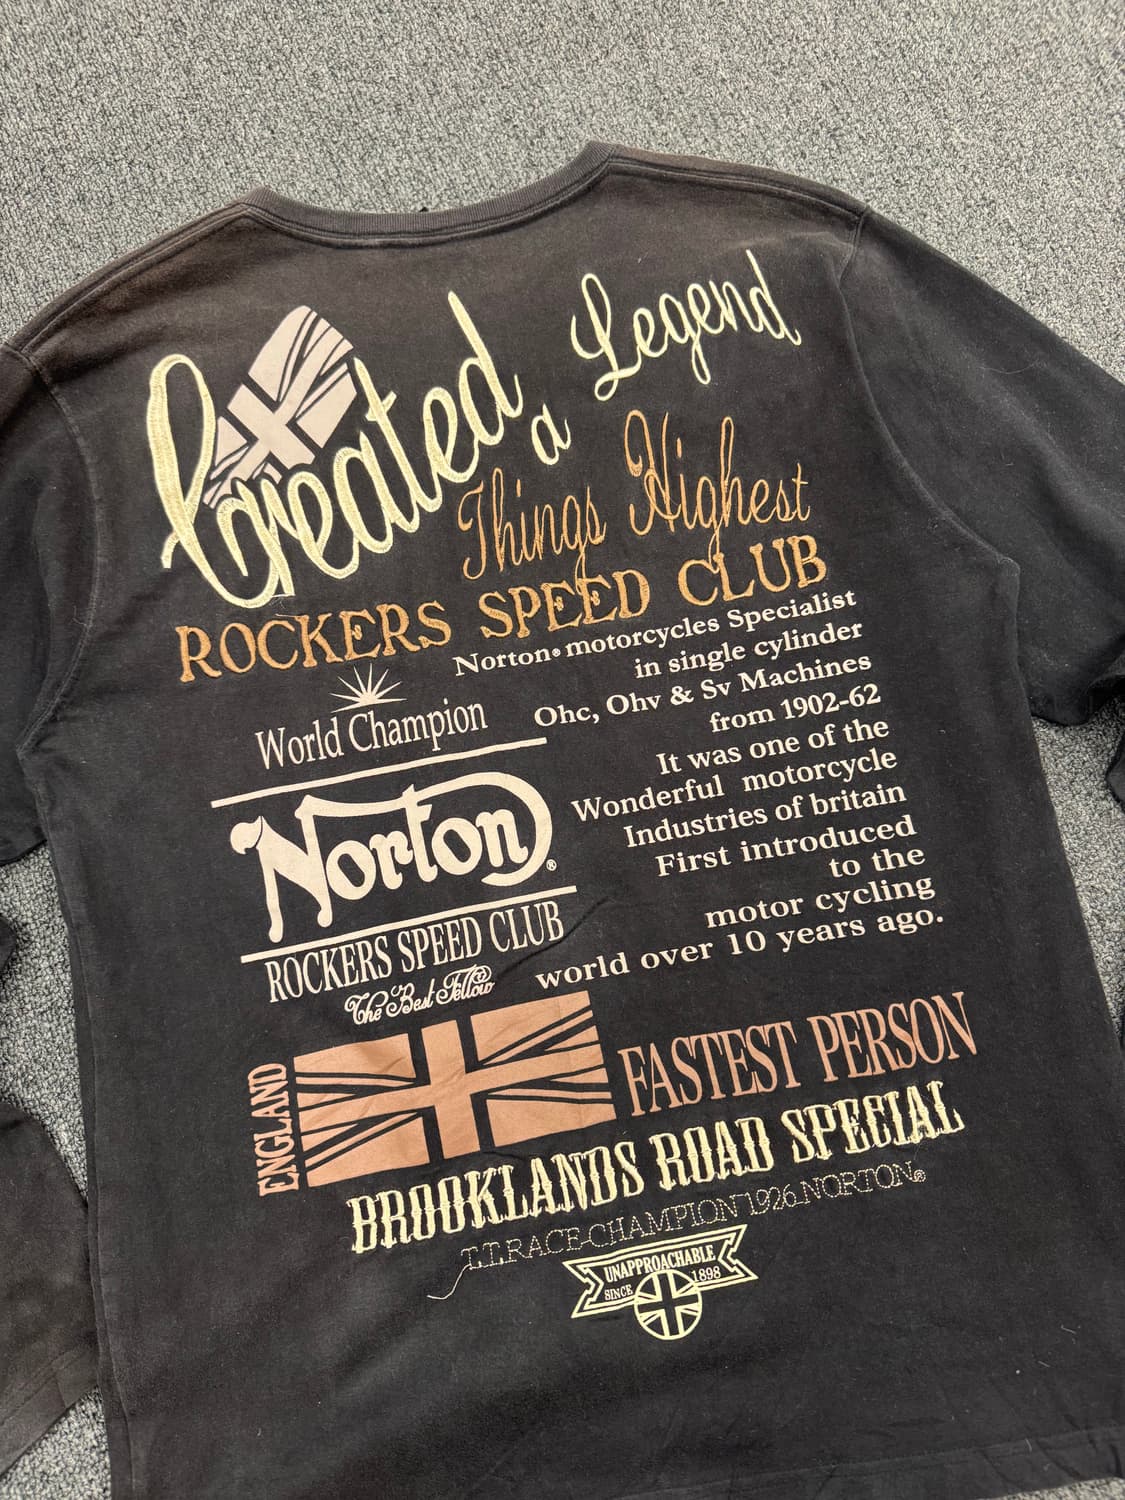 Created a Legend
Things Highest
ROCKERS SPEED CLUB
Norton® motorcycles Specialist
in single cylinder
Ohc, Ohv & Sv Machines
from 1902-62
It was one of the
Wonderful motorcycle
Industries of britain
First introduced
to the
motor cycling
world over 10 years ago.
World Champion
Norton®
ROCKERS SPEED CLUB
The Best Fellow
ENGLAND
FASTEST PERSON
BROOKLANDS ROAD SPECIAL
T.T.RACE-CHAMPION 1926.NORTON®
UNAPPROACHABLE
SINCE 1898